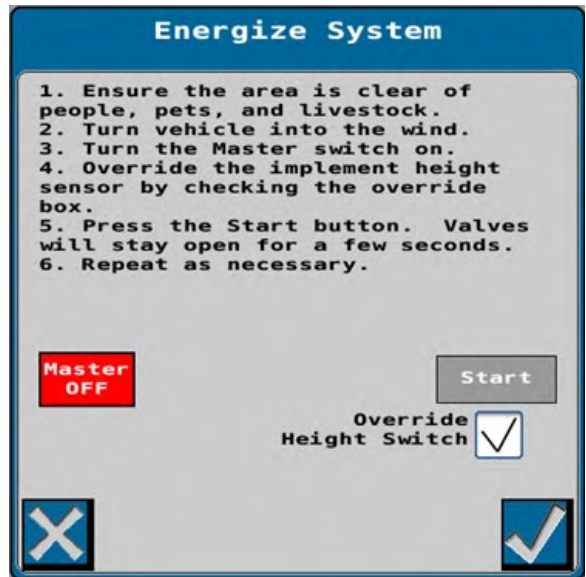 Energize System
1. Ensure the area is clear of
people, pets, and livestock.
2. Turn vehicle into the wind.
3. Turn the Master switch on.
4. Override the implement height
sensor by checking the override
box.
5. Press the Start button.  Valves
will stay open for a few seconds.
6. Repeat as necessary.
Master
OFF
Start
Override
Height Switch